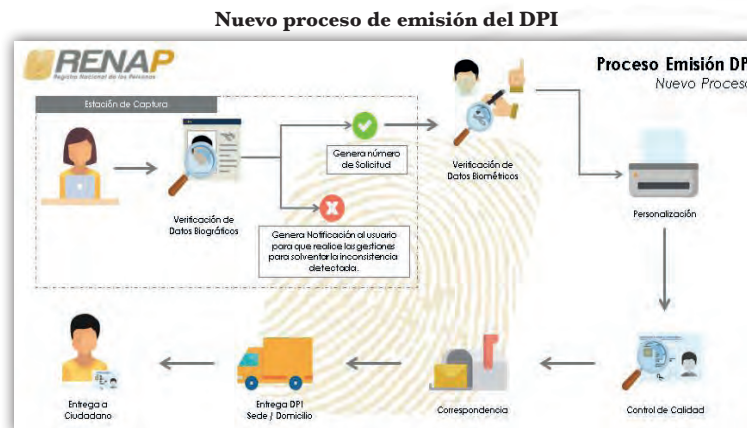 Nuevo proceso de emisión del DPI
RENAP
Registro Nacional de las Personas
Proceso Emisión DP
Nuevo Proceso
Estación de Captura
Genera número
de Solicitud
Verificación de
Datos Biográficos
Genera Notificación al usuario
para que realice las gestiones
para solventar la inconsistencia
detectada.
Verificación de
Datos Biométricos
Personalización
Entrega a
Ciudadano
Entrega DPI
Sede / Domicilio
Correspondencia
Control de Calidad